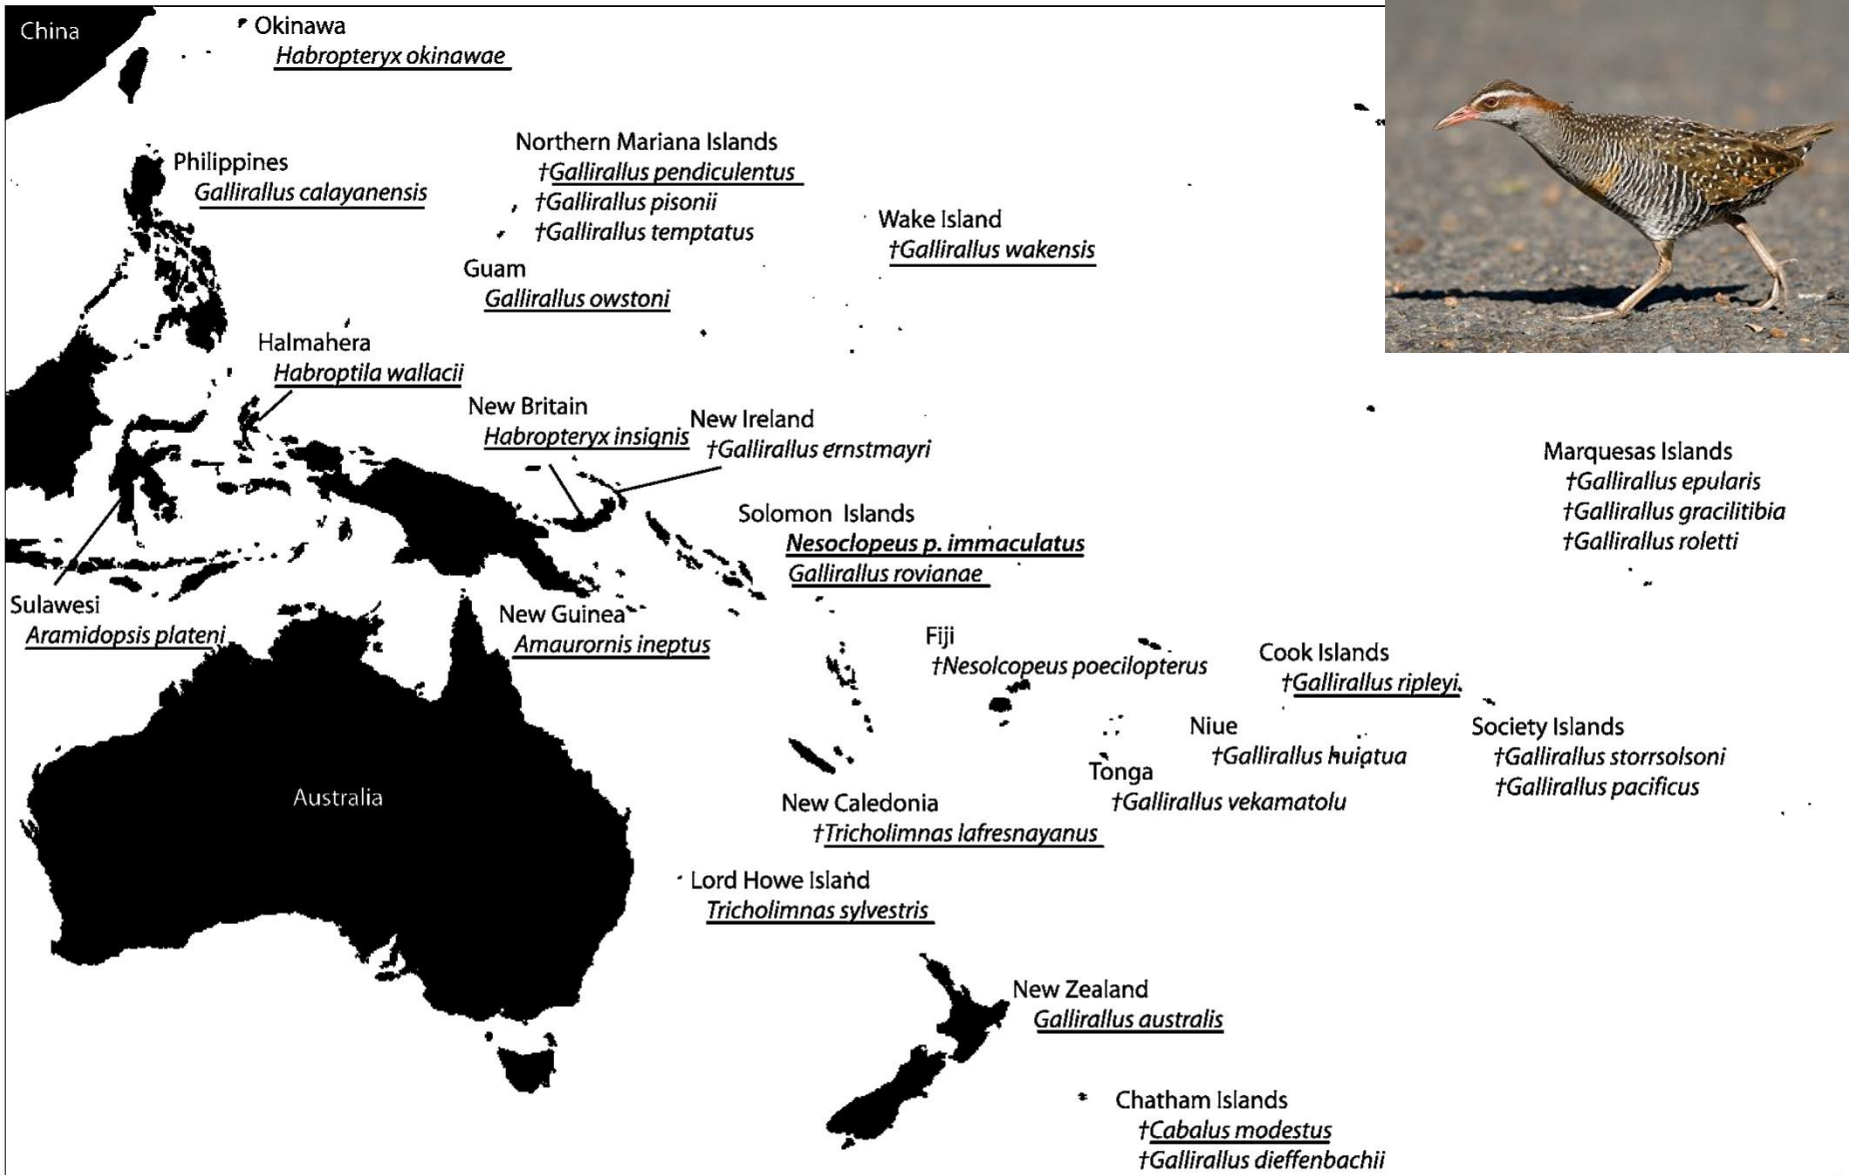 China
Okinawa
Habropteryx okinawae
Philippines
Gallirallus calayanensis
Northern Mariana Islands
†Gallirallus pendiculentus
†Gallirallus pisonii
†Gallirallus temptatus
Wake Island
†Gallirallus wakensis
Guam
Gallirallus owstoni
Halmahera
Habroptila wallacii
New Britain
Habropteryx insignis
New Ireland
†Gallirallus ernstmayri
Marquesas Islands
†Gallirallus epularis
†Gallirallus gracilitibia
†Gallirallus roletti
Solomon Islands
Nesoclopeus p. immaculatus
Gallirallus rovianae
Sulawesi
Aramidopsis plateni
New Guinea
Amaurornis ineptus
Fiji
†Nesolcopeus poecilopterus
Cook Islands
†Gallirallus ripleyi
Niue
†Gallirallus huiatua
Society Islands
†Gallirallus storrsolsoni
†Gallirallus pacificus
Tonga
†Gallirallus vekamatolu
Australia
New Caledonia
†Tricholimnas lafresnayanus
Lord Howe Island
Tricholimnas sylvestris
New Zealand
Gallirallus australis
Chatham Islands
†Cabalus modestus
†Gallirallus dieffenbachii